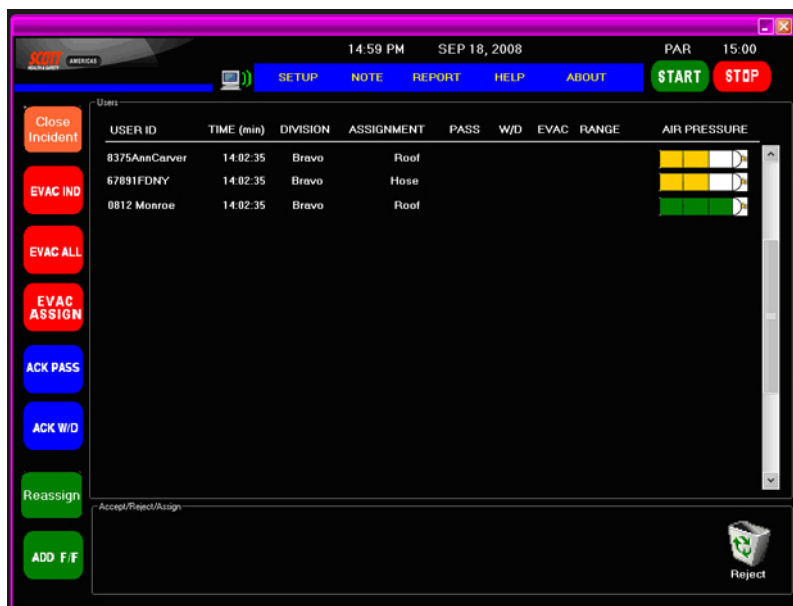 14:59 PM SEP 18, 2008 PAR 15:00
SCOTT AMERICAS
HEALTH & SAFETY
SETUP NOTE REPORT HELP ABOUT START STOP
Users
Close
Incident
USER ID TIME (min) DIVISION ASSIGNMENT PASS W/D EVAC RANGE AIR PRESSURE
8375AnnCarver 14:02:35 Bravo Roof
67891FDNY 14:02:35 Bravo Hose
0812 Monroe 14:02:35 Bravo Roof
EVAC IND
EVAC ALL
EVAC
ASSIGN
ACK PASS
ACK W/D
Reassign
Accept/Reject/Assign
ADD F/F
Reject